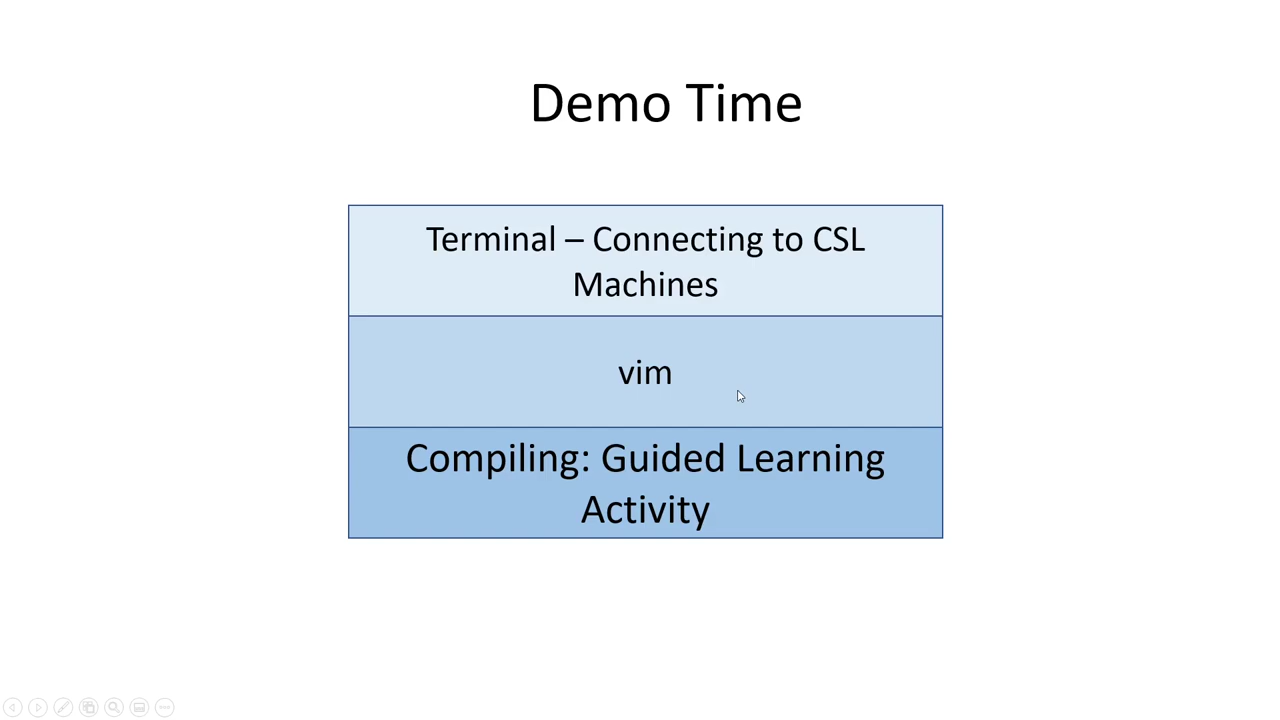 Demo Time
Terminal – Connecting to CSL
Machines
vim
Compiling: Guided Learning
Activity